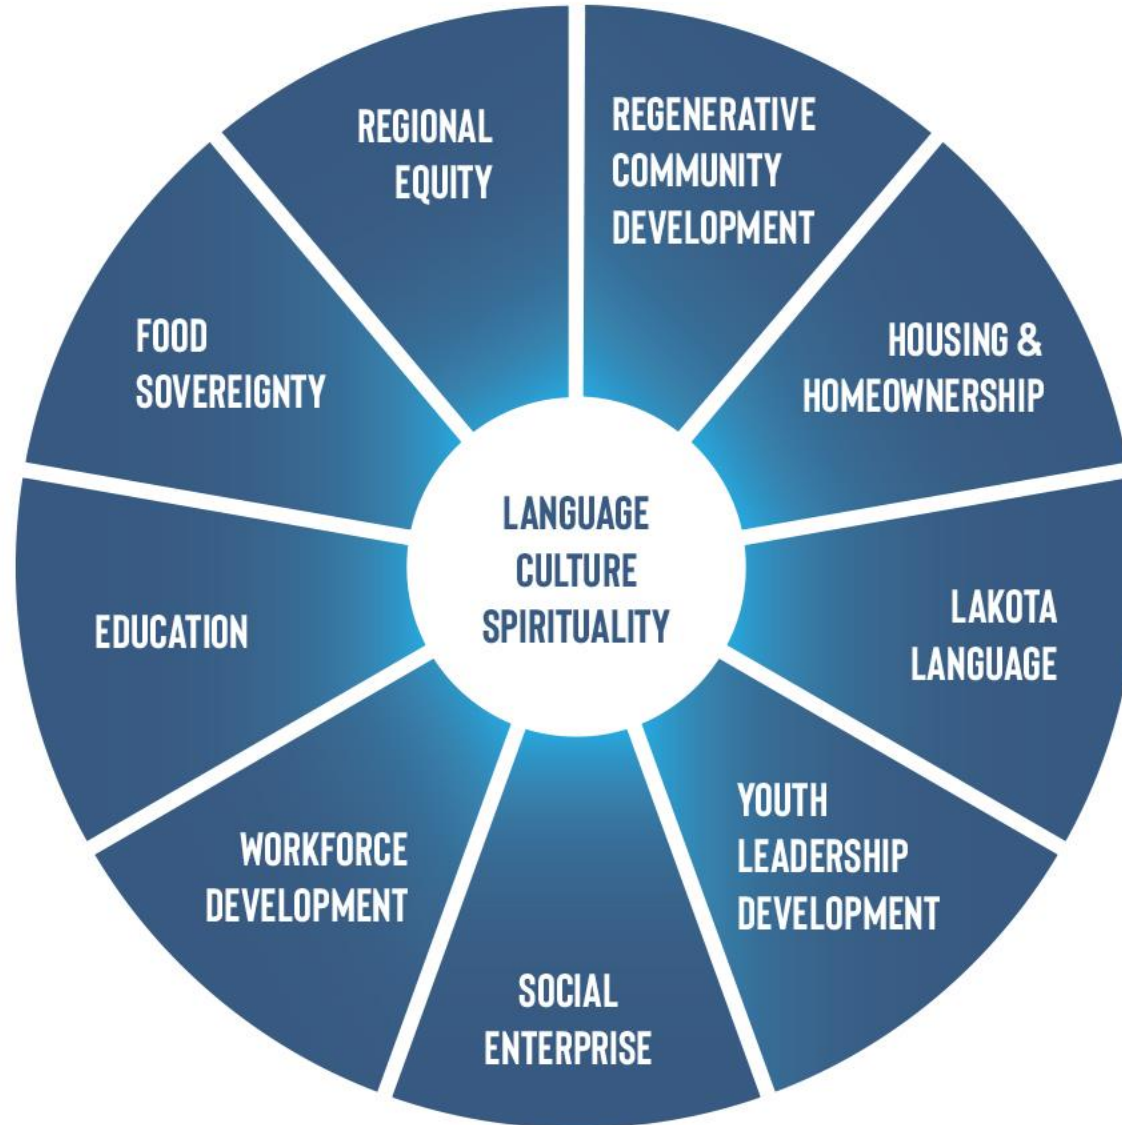 REGIONAL
EQUITY
REGENERATIVE
COMMUNITY
DEVELOPMENT
HOUSING &
HOMEOWNERSHIP
LAKOTA
LANGUAGE
YOUTH
LEADERSHIP
DEVELOPMENT
SOCIAL
ENTERPRISE
WORKFORCE
DEVELOPMENT
EDUCATION
FOOD
SOVEREIGNTY
LANGUAGE
CULTURE
SPIRITUALITY